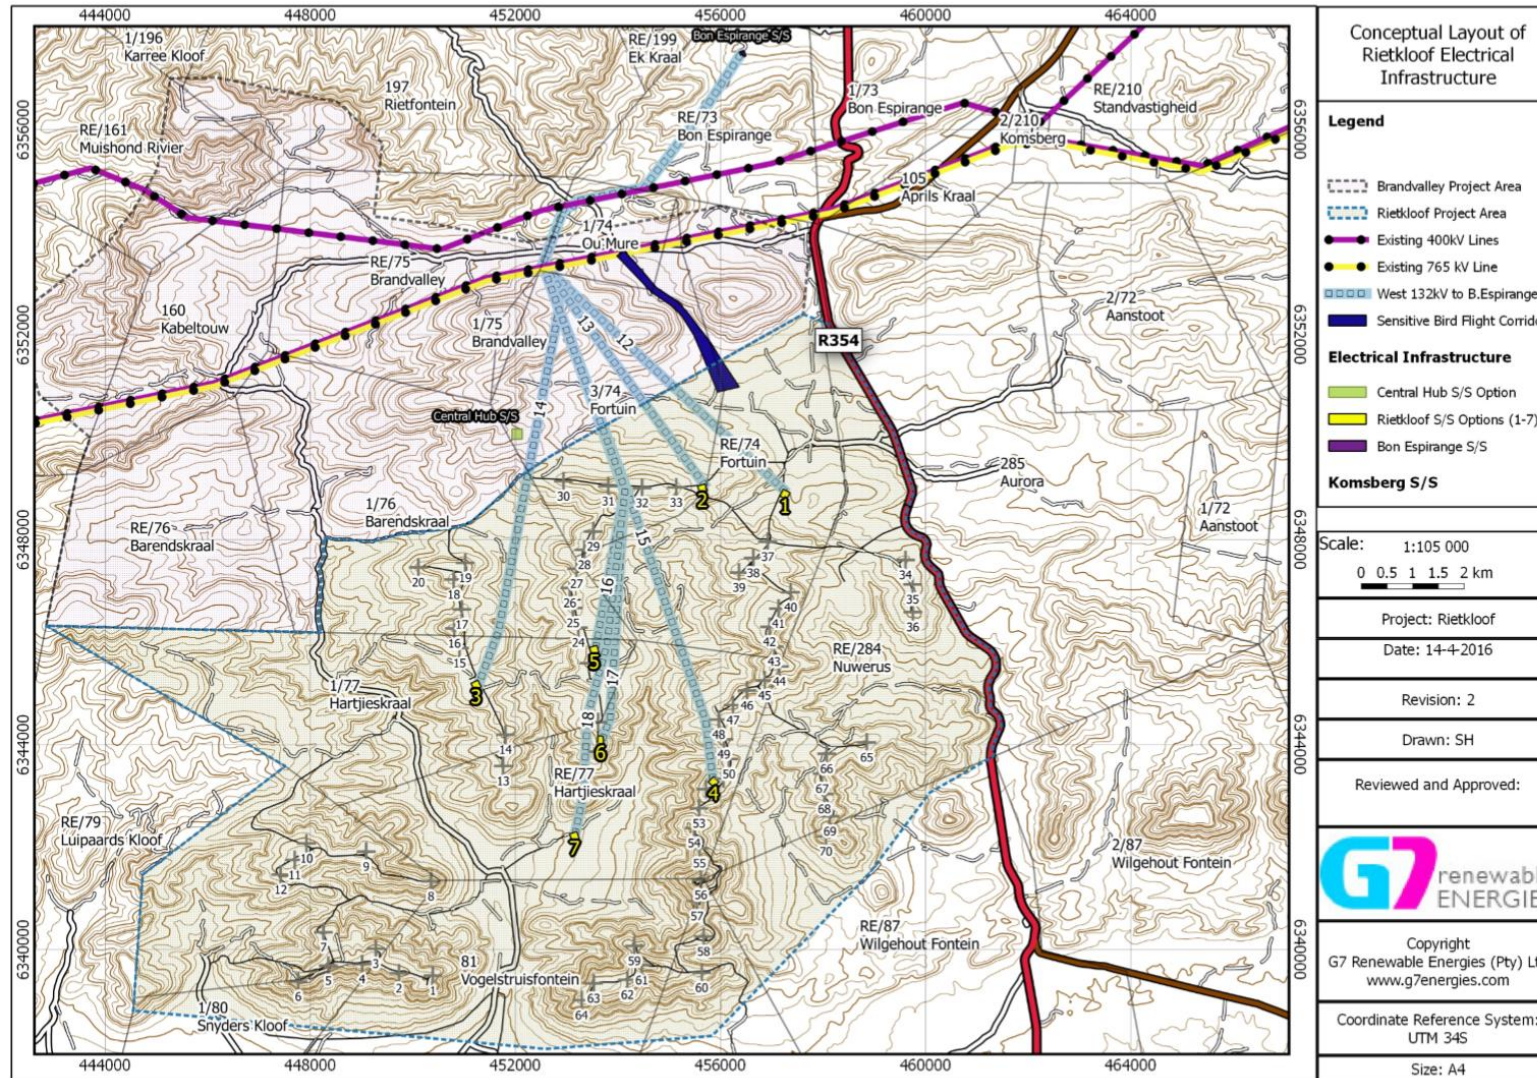 444000
448000
452000
456000
460000
464000
1/196
Karree Kloof
RE/199
Ek Kraal
Bon Espirange S/S
197
Rietfontein
RE/161
Muishond Rivier
RE/73
Bon Espirange
1/73
Bon Espirange
RE/210
Standvastigheid
2/210
Komsberg
105
Aprils Kraal
6356000
6356000
1/74
Ou Mure
RE/75
Brandvalley
160
Kabeltouw
1/75
Brandvalley
2/72
Aanstoot
6352000
6352000
R354
13
12
14
3/74
Fortuin
Central Hub S/S
RE/74
Fortuin
285
Aurora
1/76
Barendskraal
RE/76
Barendskraal
1/72
Aanstoot
6348000
6348000
30
31
32
33
2
1
15
29
28
27
16
26
25
24
37
38
39
34
35
36
40
41
42
43
44
45
46
47
48
49
50
20
19
18
17
16
15
5
3
17
18
RE/284
Nuwerus
1/77
Hartjieskraal
14
13
6
RE/77
Hartjieskraal
4
65
66
67
68
69
70
6344000
6344000
RE/79
Luipaards Kloof
7
53
54
55
56
57
58
2/87
Wilgehout Fontein
10
9
11
12
8
RE/87
Wilgehout Fontein
6340000
6340000
7
3
81
Vogelstruisfontein
6
5
4
2
1
59
61
62
63
64
60
1/80
Snyders Kloof
444000
448000
452000
456000
460000
464000
Conceptual Layout of
Rietkloof Electrical
Infrastructure
Legend
Brandvalley Project Area
Rietkloof Project Area
Existing 400kV Lines
Existing 765 kV Line
West 132kV to B.Espirange
Sensitive Bird Flight Corrid
Electrical Infrastructure
Central Hub S/S Option
Rietkloof S/S Options (1-7)
Bon Espirange S/S
Komsberg S/S
Scale: 1:105 000
0 0.5 1 1.5 2 km
Project: Rietkloof
Date: 14-4-2016
Revision: 2
Drawn: SH
Reviewed and Approved:
G7 renewabl
ENERGIE
Copyright
G7 Renewable Energies (Pty) Lt
www.g7energies.com
Coordinate Reference System:
UTM 34S
Size: A4